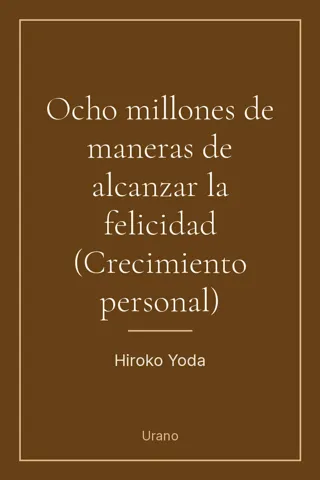 Ocho millones de
maneras de
alcanzar la
felicidad
(Crecimiento
personal)
Hiroko Yoda
Urano